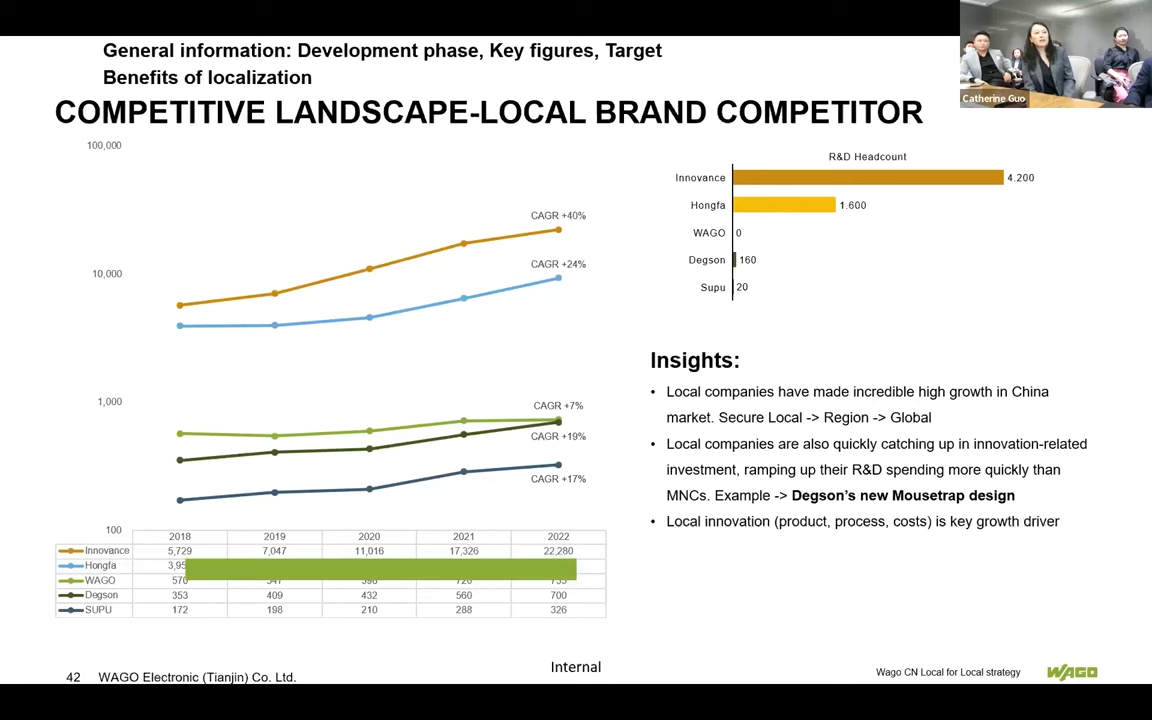 General information: Development phase, Key figures, Target
Benefits of localization
COMPETITIVE LANDSCAPE-LOCAL BRAND COMPETITOR
Catherine Guo
100,000
10,000
1,000
100
CAGR +40%
CAGR +24%
CAGR +7%
CAGR +19%
CAGR +17%
2018 2019 2020 2021 2022
Innovance 5,729 7,047 11,016 17,326 22,280
Hongfa
WAGO 570
Degson 353 409 432 560 700
SUPU 172 198 210 288 326
R&D Headcount
Innovance 4.200
Hongfa 1.600
WAGO 0
Degson 160
Supu 20
Insights:
• Local companies have made incredible high growth in China
market. Secure Local -> Region -> Global
• Local companies are also quickly catching up in innovation-related
investment, ramping up their R&D spending more quickly than
MNCs. Example -> Degson's new Mousetrap design
• Local innovation (product, process, costs) is key growth driver
42 WAGO Electronic (Tianjin) Co. Ltd.
Internal
Wago CN Local for Local strategy
WAGO